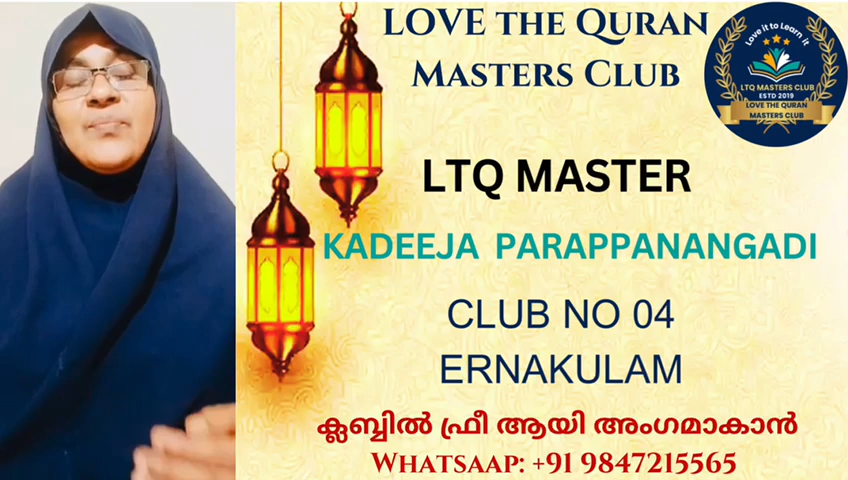 LOVE THE QURAN
MASTERS CLUB
Love it to Learn it
LTQ MASTERS CLUB
ESTD 2019
LOVE THE QURAN
MASTERS CLUB
LTQ MASTER
KADEEJA PARAPPANANGADI
CLUB NO 04
ERNAKULAM
ക്ലബ്ബിൽ ഫ്രീ ആയി അംഗമാകാൻ
WHATSAAP: +91 9847215565